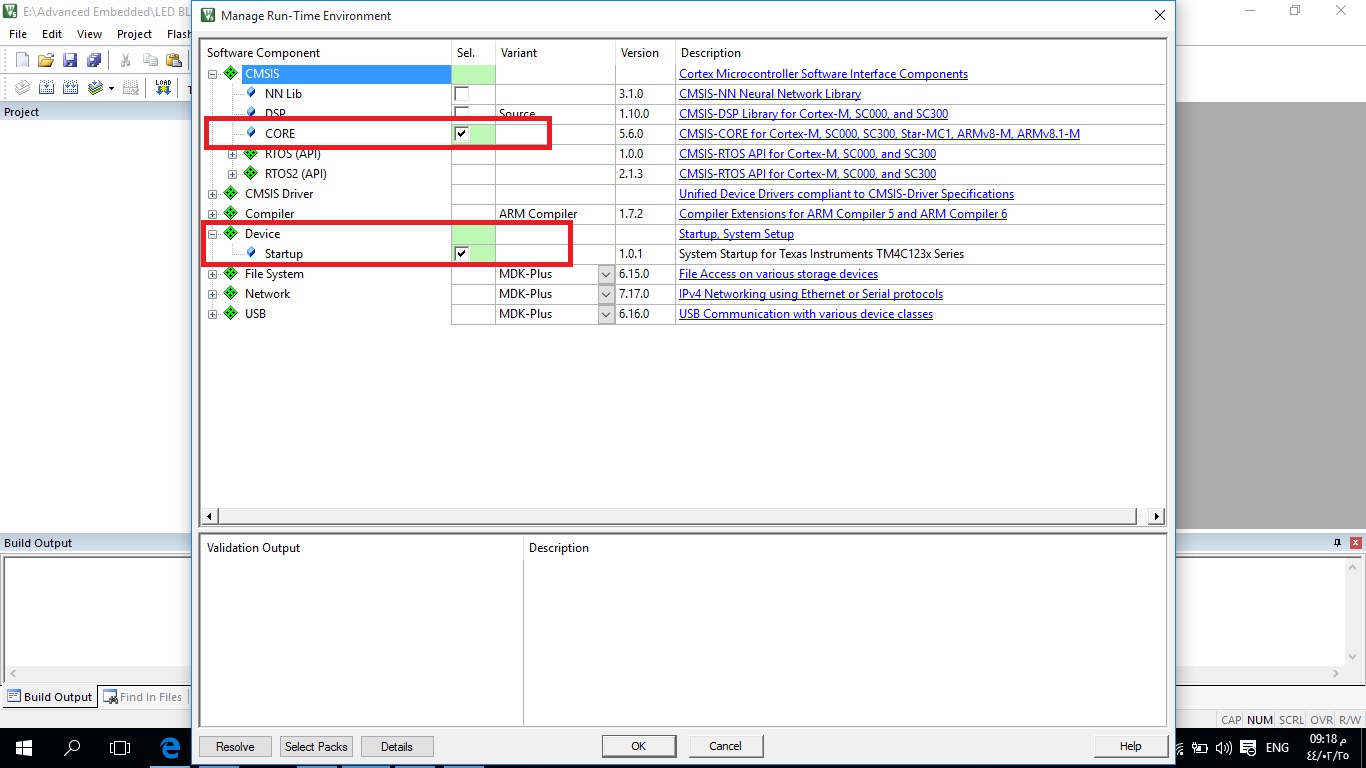 E:\Advanced Embedded\LED BL
Manage Run-Time Environment
File Edit View Project Flash
LOAD
Project
Software Component Sel. Variant Version Description
CMSIS Cortex Microcontroller Software Interface Components
NN Lib 3.1.0 CMSIS-NN Neural Network Library
DSP Source 1.10.0 CMSIS-DSP Library for Cortex-M, SC000, and SC300
CORE 5.6.0 CMSIS-CORE for Cortex-M, SC000, SC300, Star-MC1, ARMv8-M, ARMv8.1-M
RTOS (API) 1.0.0 CMSIS-RTOS API for Cortex-M, SC000, and SC300
RTOS2 (API) 2.1.3 CMSIS-RTOS API for Cortex-M, SC000, and SC300
CMSIS Driver Unified Device Drivers compliant to CMSIS-Driver Specifications
Compiler ARM Compiler 1.7.2 Compiler Extensions for ARM Compiler 5 and ARM Compiler 6
Device Startup, System Setup
Startup 1.0.1 System Startup for Texas Instruments TM4C123x Series
File System MDK-Plus 6.15.0 File Access on various storage devices
Network MDK-Plus 7.17.0 IPv4 Networking using Ethernet or Serial protocols
USB MDK-Plus 6.16.0 USB Communication with various device classes
Build Output
Validation Output Description
Build Output Find In Files
CAP NUM SCRL OVR R/W
Resolve Select Packs Details OK Cancel Help
ENG
09:18 م
٤٤/٠٢/٢٥